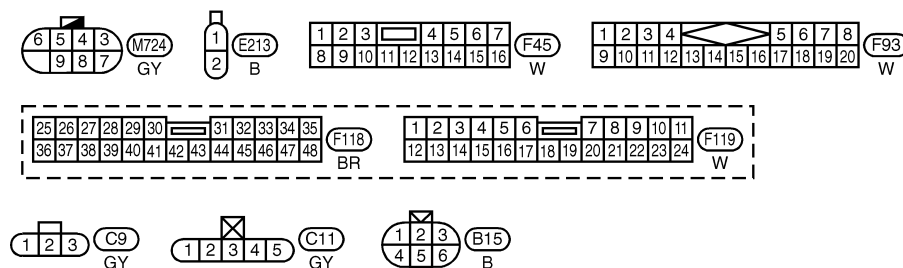 6 5 4 3 M724
9 8 7
GY
1 E213
2 B
1 2 3 4 5 6 7 F45
8 9 10 11 12 13 14 15 16
W
1 2 3 4 5 6 7 8 F93
9 10 11 12 13 14 15 16 17 18 19 20
W
25 26 27 28 29 30 31 32 33 34 35 F118
36 37 38 39 40 41 42 43 44 45 46 47 48
BR
1 2 3 4 5 6 7 8 9 10 11 F119
12 13 14 15 16 17 18 19 20 21 22 23 24
W
1 2 3 C9
GY
1 2 3 4 5 C11
GY
1 2 3 B15
4 5 6
B